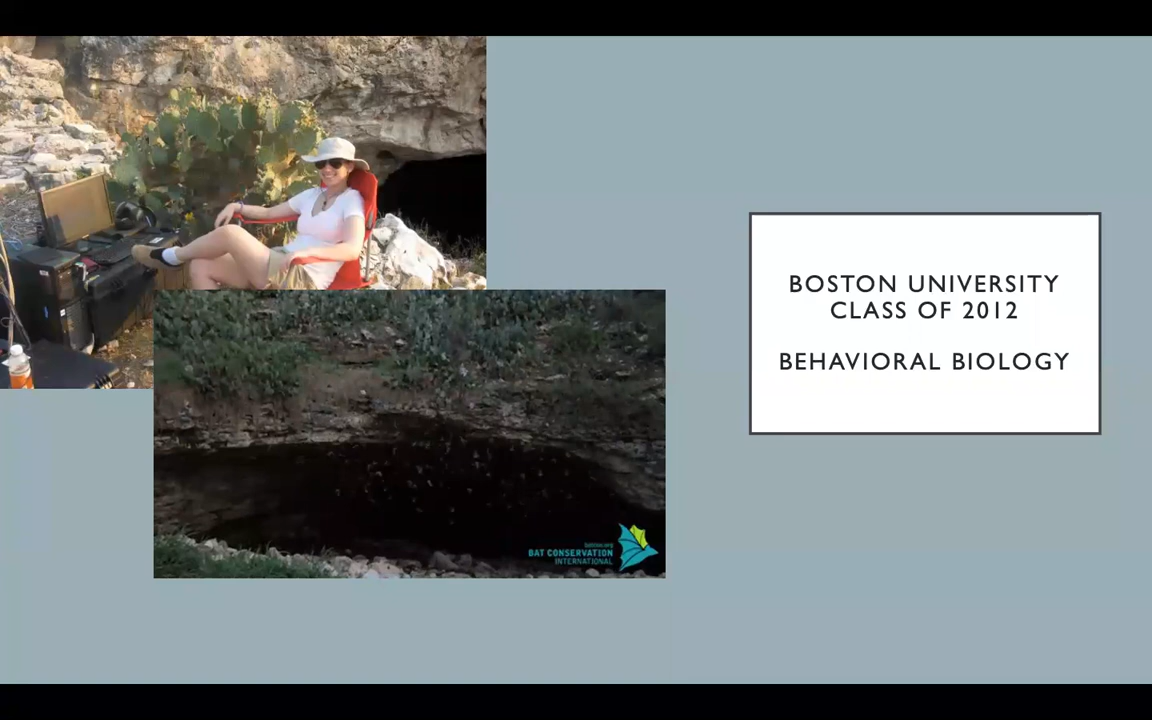 BOSTON UNIVERSITY
CLASS OF 2012
BEHAVIORAL BIOLOGY
BAT CONSERVATION
INTERNATIONAL